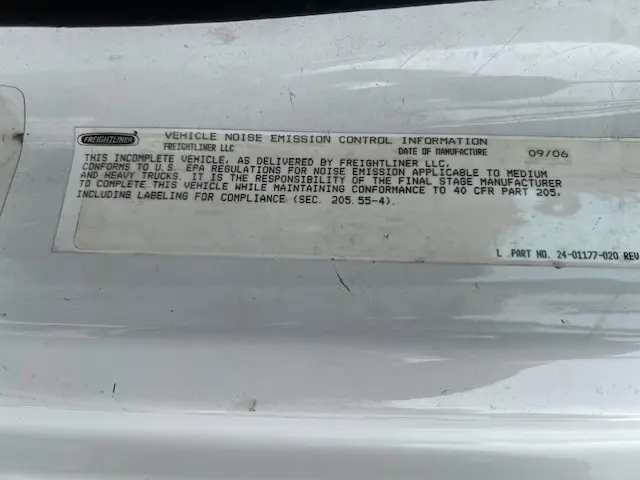 FREIGHTLINER VEHICLE NOISE EMISSION CONTROL INFORMATION
FREIGHTLINER LLC DATE OF MANUFACTURE 09/06
THIS INCOMPLETE VEHICLE, AS DELIVERED BY FREIGHTLINER LLC,
CONFORMS TO U.S. EPA REGULATIONS FOR NOISE EMISSION APPLICABLE TO MEDIUM
AND HEAVY TRUCKS. IT IS THE RESPONSIBILITY OF THE FINAL STAGE MANUFACTURER
TO COMPLETE THIS VEHICLE WHILE MAINTAINING CONFORMANCE TO 40 CFR PART 205,
INCLUDING LABELING FOR COMPLIANCE (SEC. 205.55-4).
L PART NO. 24-01177-020 REV